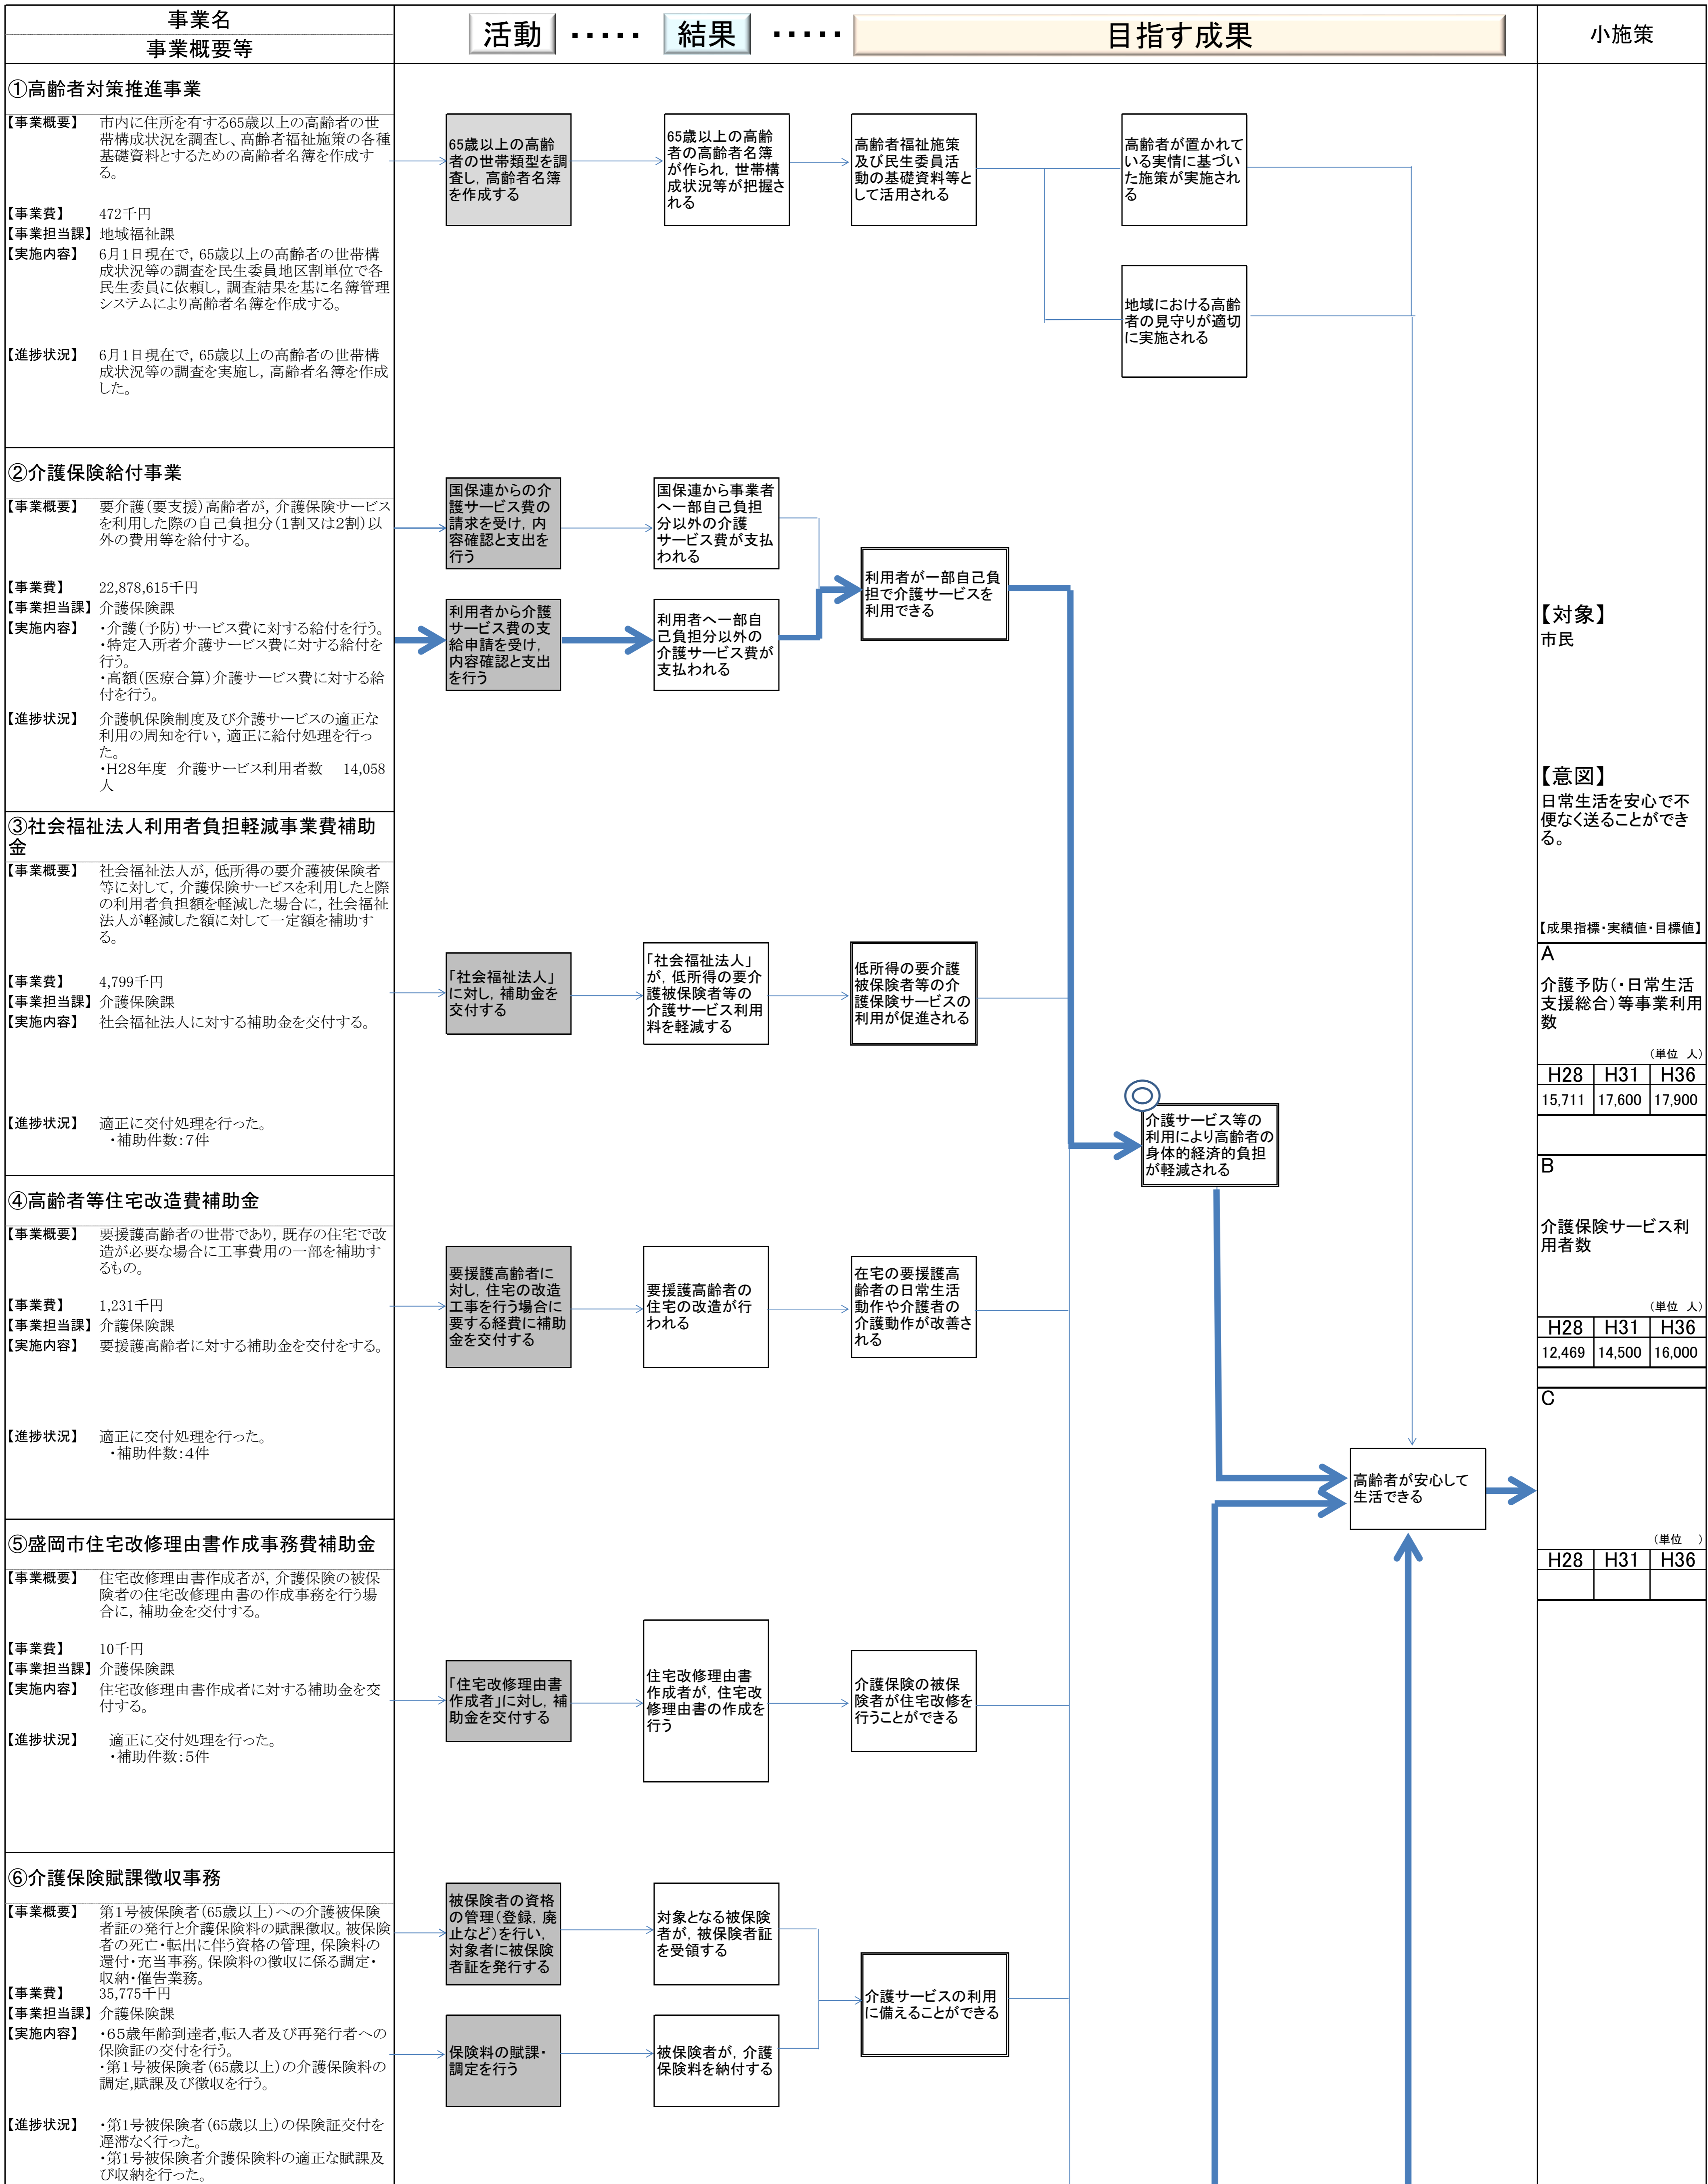 事業名
事業概要等
活動 ・・・・・ 結果 ・・・・・ 目指す成果
小施策
①高齢者対策推進事業
【事業概要】 市内に住所を有する65歳以上の高齢者の世
帯構成状況を調査し、高齢者福祉施策の各種
基礎資料とするための高齢者名簿を作成す
る。
【事業費】 472千円
【事業担当課】 地域福祉課
【実施内容】 6月1日現在で，65歳以上の高齢者の世帯構
成状況等の調査を民生委員地区割単位で各
民生委員に依頼し，調査結果を基に名簿管理
システムにより高齢者名簿を作成する。
【進捗状況】 6月1日現在で，65歳以上の高齢者の世帯構
成状況等の調査を実施し，高齢者名簿を作成
した。
65歳以上の高齢
者の世帯類型を調
査し，高齢者名簿
を作成する
65歳以上の高齢
者の高齢者名簿
が作られ，世帯構
成状況等が把握さ
れる
高齢者福祉施策
及び民生委員活
動の基礎資料等と
して活用される
高齢者が置かれて
いる実情に基づい
た施策が実施され
る
地域における高齢
者の見守りが適切
に実施される
②介護保険給付事業
【事業概要】 要介護（要支援）高齢者が，介護保険サービス
を利用した際の自己負担分（1割又は2割）以
外の費用等を給付する。
【事業費】 22,878,615千円
【事業担当課】 介護保険課
【実施内容】 ・介護（予防）サービス費に対する給付を行う。
・特定入所者介護サービス費に対する給付を
行う。
・高額（医療合算）介護サービス費に対する給
付を行う。
【進捗状況】 介護帆保険制度及び介護サービスの適正な
利用の周知を行い，適正に給付処理を行っ
た。
・H28年度 介護サービス利用者数 14,058
人
国保連からの介
護サービス費の
請求を受け，内
容確認と支出を
行う
国保連から事業者
へ一部自己負担
分以外の介護
サービス費が支払
われる
利用者から介護
サービス費の支
給申請を受け，
内容確認と支出
を行う
利用者へ一部自
己負担分以外の
介護サービス費が
支払われる
利用者が一部自己負
担で介護サービスを
利用できる
③社会福祉法人利用者負担軽減事業費補助
金
【事業概要】 社会福祉法人が，低所得の要介護被保険者
等に対して，介護保険サービスを利用したと際
の利用者負担額を軽減した場合に，社会福祉
法人が軽減した額に対して一定額を補助す
る。
【事業費】 4,799千円
【事業担当課】 介護保険課
【実施内容】 社会福祉法人に対する補助金を交付する。
【進捗状況】 適正に交付処理を行った。
・補助件数：7件
「社会福祉法人」
に対し，補助金を
交付する
「社会福祉法人」
が，低所得の要介
護被保険者等の
介護サービス利用
料を軽減する
低所得の要介護
被保険者等の介
護保険サービスの
利用が促進される
◎
介護サービス等の
利用により高齢者の
身体的経済的負担
が軽減される
④高齢者等住宅改造費補助金
【事業概要】 要援護高齢者の世帯であり，既存の住宅で改
造が必要な場合に工事費用の一部を補助す
るもの。
【事業費】 1,231千円
【事業担当課】 介護保険課
【実施内容】 要援護高齢者に対する補助金を交付をする。
【進捗状況】 適正に交付処理を行った。
・補助件数：4件
要援護高齢者に
対し，住宅の改造
工事を行う場合に
要する経費に補助
金を交付する
要援護高齢者の
住宅の改造が行
われる
在宅の要援護高
齢者の日常生活
動作や介護者の
介護動作が改善さ
れる
高齢者が安心して
生活できる
⑤盛岡市住宅改修理由書作成事務費補助金
【事業概要】 住宅改修理由書作成者が，介護保険の被保
険者の住宅改修理由書の作成事務を行う場
合に，補助金を交付する。
【事業費】 10千円
【事業担当課】 介護保険課
【実施内容】 住宅改修理由書作成者に対する補助金を交
付する。
【進捗状況】 適正に交付処理を行った。
・補助件数：5件
「住宅改修理由書
作成者」に対し，補
助金を交付する
住宅改修理由書
作成者が，住宅改
修理由書の作成を
行う
介護保険の被保
険者が住宅改修を
行うことができる
⑥介護保険賦課徴収事務
【事業概要】 第1号被保険者（65歳以上）への介護被保険
者証の発行と介護保険料の賦課徴収。被保険
者の死亡・転出に伴う資格の管理，保険料の
還付・充当事務。保険料の徴収に係る調定・
収納・催告業務。
【事業費】 35,775千円
【事業担当課】 介護保険課
【実施内容】 ・65歳年齢到達者,転入者及び再発行者への
保険証の交付を行う。
・第1号被保険者（65歳以上）の介護保険料の
調定,賦課及び徴収を行う。
【進捗状況】 ・第1号被保険者（65歳以上）の保険証交付を
遅滞なく行った。
・第1号被保険者介護保険料の適正な賦課及
び収納を行った。
被保険者の資格
の管理（登録，廃
止など）を行い，
対象者に被保険
者証を発行する
対象となる被保険
者が，被保険者証
を受領する
保険料の賦課・
調定を行う
被保険者が，介護
保険料を納付する
介護サービスの利用
に備えることができる
【対象】
市民
【意図】
日常生活を安心で不
便なく送ることができ
る。
【成果指標・実績値・目標値】
A
介護予防（・日常生活
支援総合）等事業利用
数
（単位 人）
H28 H31 H36
15,711 17,600 17,900
B
介護保険サービス利
用者数
（単位 人）
H28 H31 H36
12,469 14,500 16,000
C
（単位 ）
H28 H31 H36